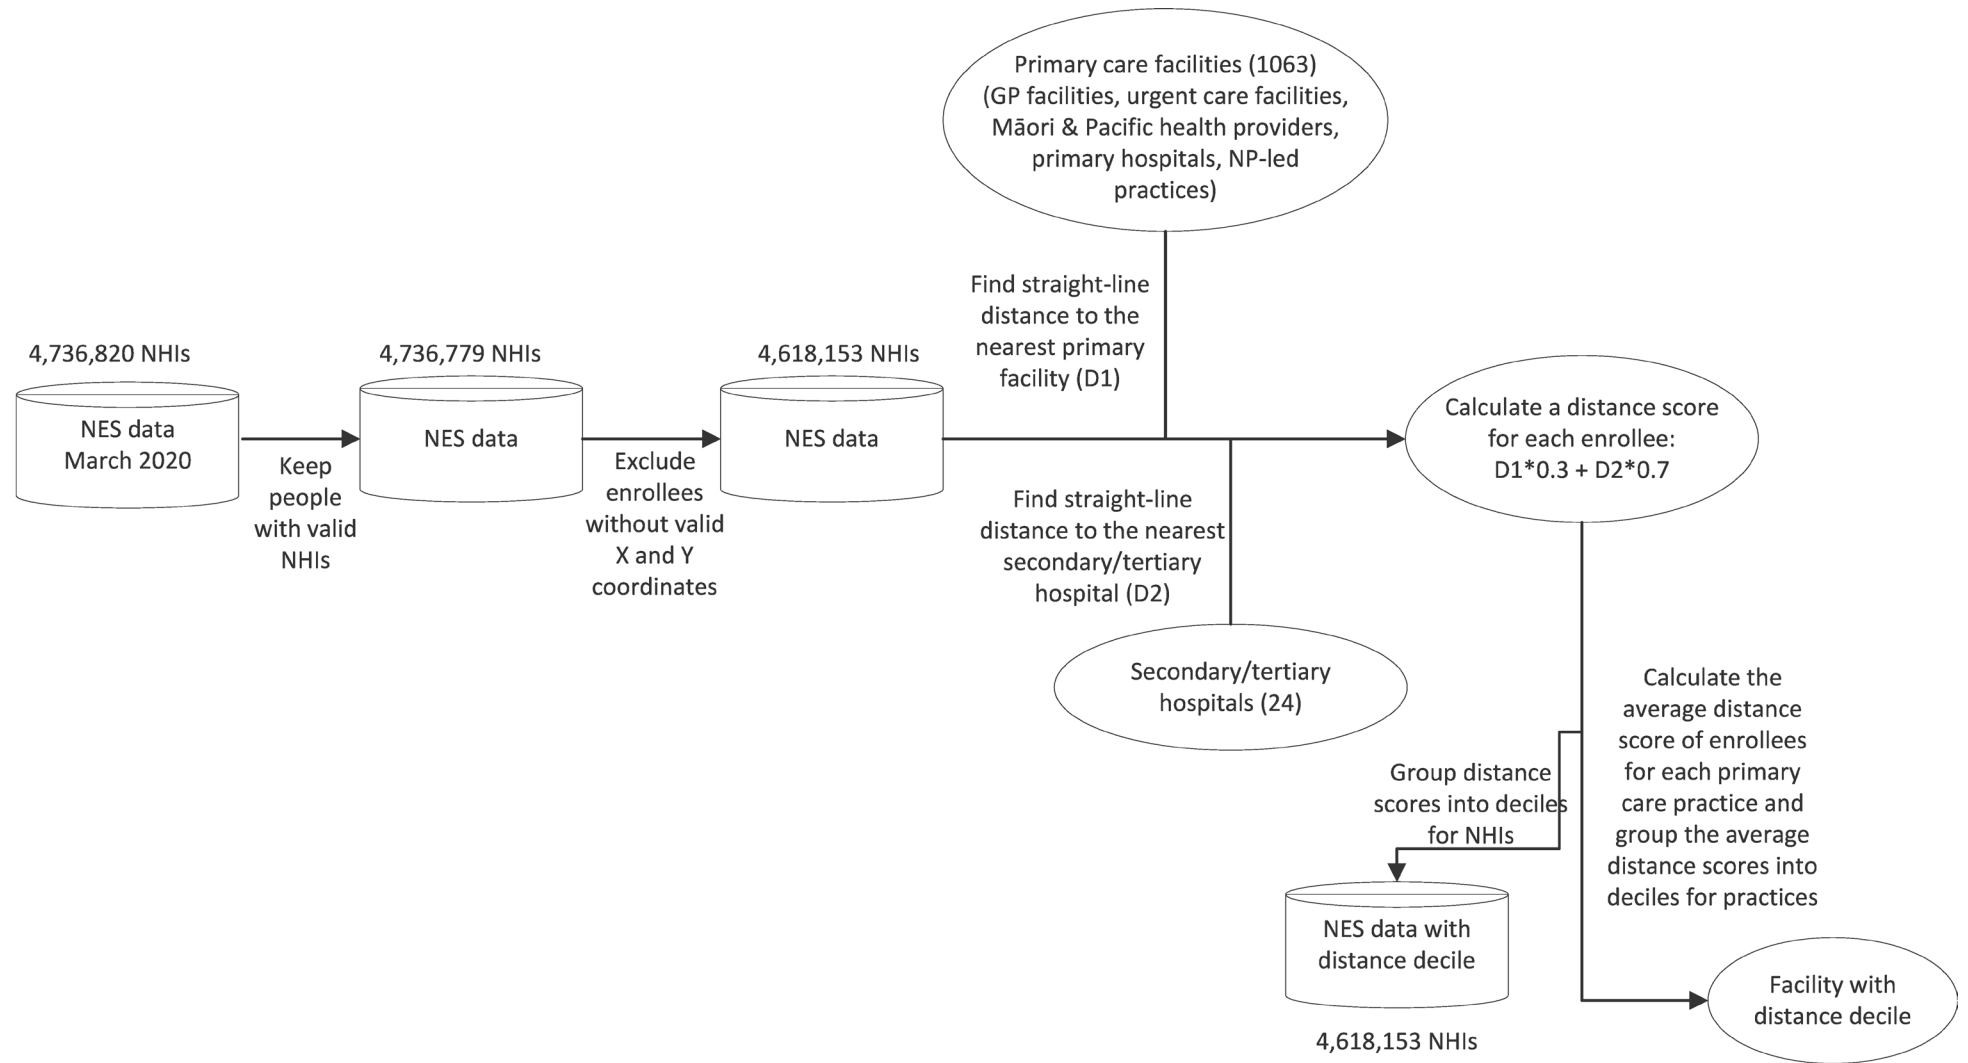 Primary care facilities (1063)
(GP facilities, urgent care facilities,
Māori & Pacific health providers,
primary hospitals, NP-led
practices)
Find straight-line
distance to the
nearest primary
facility (D1)
4,736,820 NHIs
NES data
March 2020
Keep
people
with valid
NHIs
4,736,779 NHIs
NES data
Exclude
enrollees
without valid
X and Y
coordinates
4,618,153 NHIs
NES data
Find straight-line
distance to the nearest
secondary/tertiary
hospital (D2)
Secondary/tertiary
hospitals (24)
Calculate a distance score
for each enrollee:
D1*0.3 + D2*0.7
Group distance
scores into deciles
for NHIs
NES data with
distance decile
4,618,153 NHIs
Calculate the
average distance
score of enrollees
for each primary
care practice and
group the average
distance scores into
deciles for practices
Facility with
distance decile